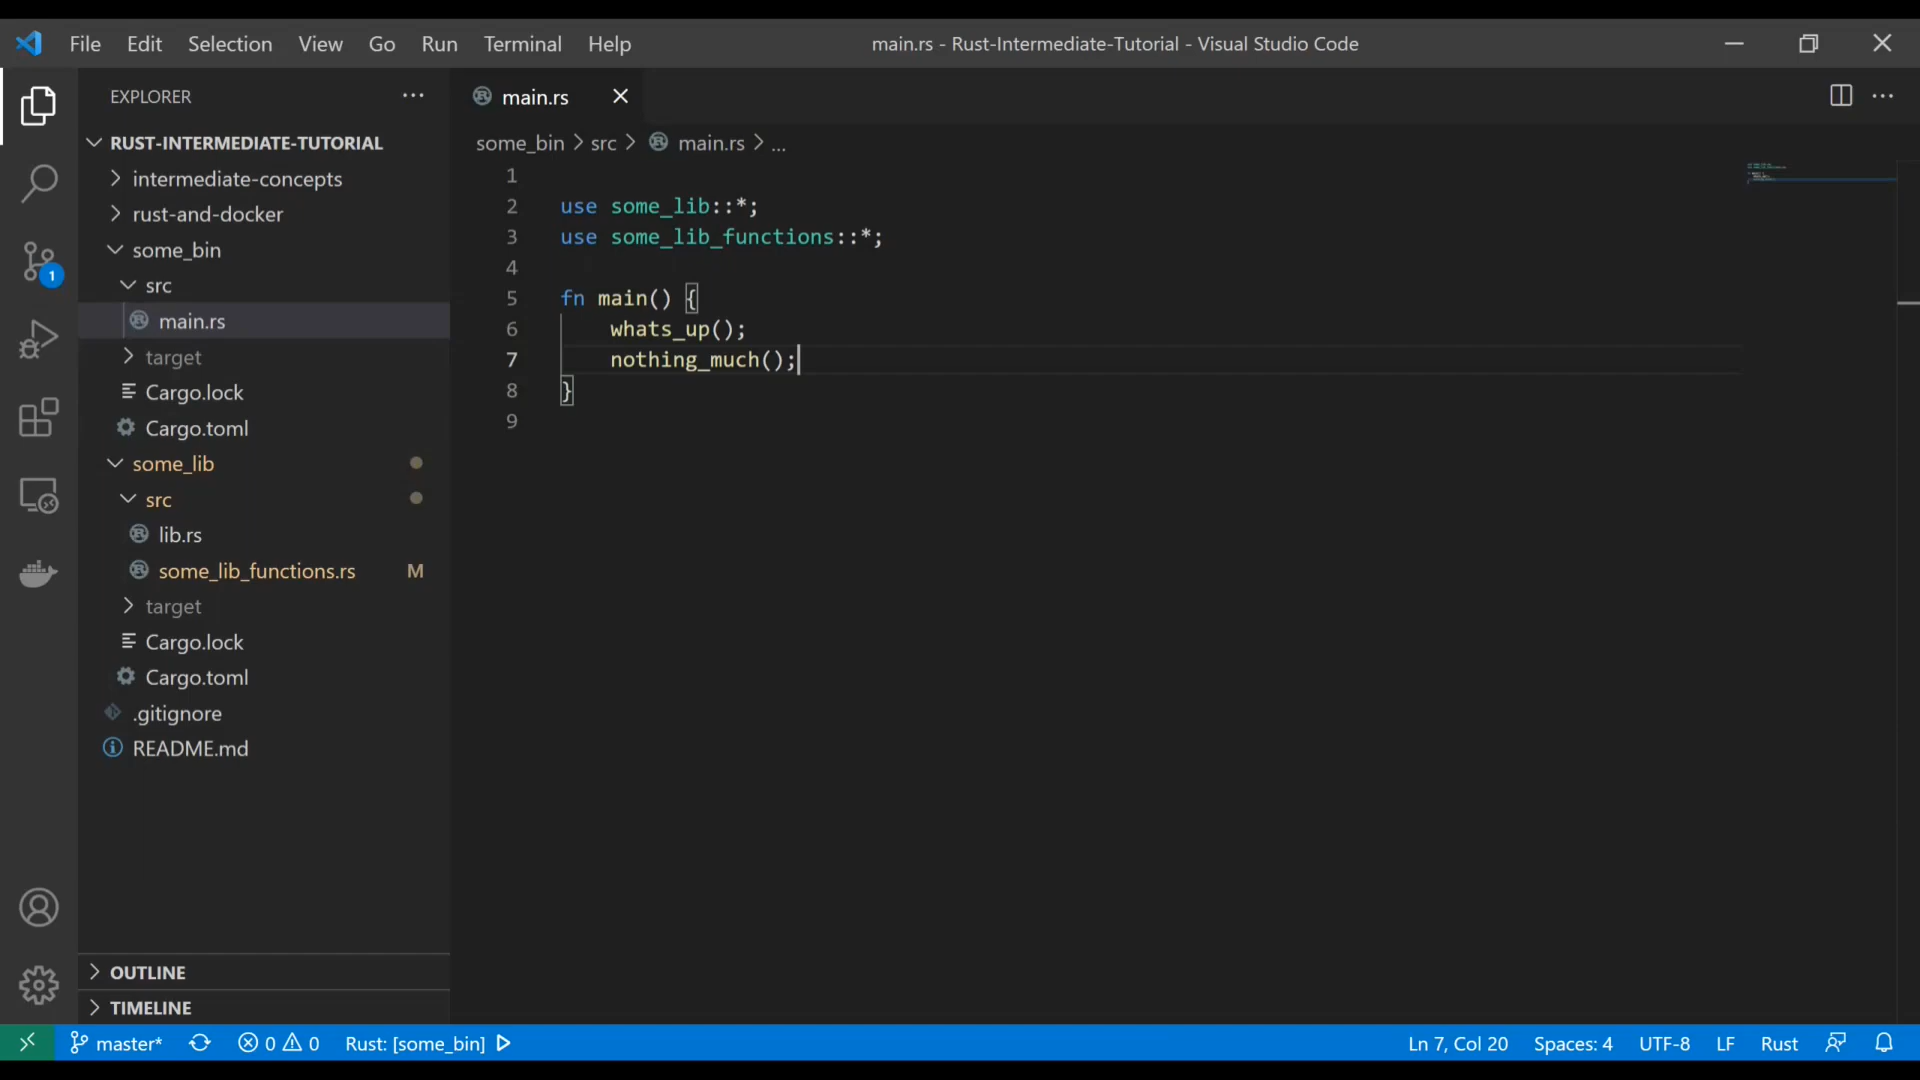 File Edit Selection View Go Run Terminal Help main.rs - Rust-Intermediate-Tutorial - Visual Studio Code
EXPLORER
RUST-INTERMEDIATE-TUTORIAL
intermediate-concepts
rust-and-docker
some_bin
src
main.rs
target
Cargo.lock
Cargo.toml
some_lib
src
lib.rs
some_lib_functions.rs M
target
Cargo.lock
Cargo.toml
.gitignore
README.md
OUTLINE
TIMELINE
1
main.rs
some_bin > src > main.rs > ...
1
2 use some_lib::*;
3 use some_lib_functions::*;
4
5 fn main() {
6 whats_up();
7 nothing_much();
8 }
9
master* 0 0 Rust: [some_bin] Ln 7, Col 20 Spaces: 4 UTF-8 LF Rust